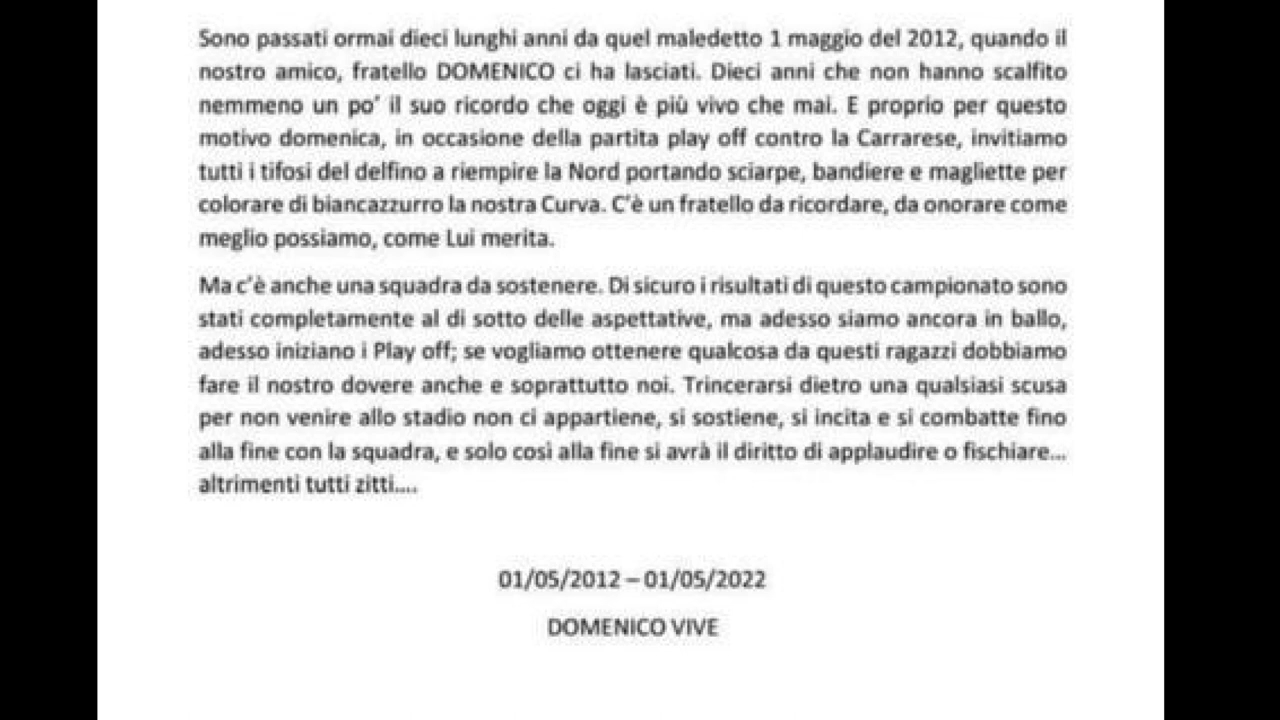 Sono passati ormai dieci lunghi anni da quel maledetto 1 maggio del 2012, quando il
nostro amico, fratello DOMENICO ci ha lasciati. Dieci anni che non hanno scalfito
nemmeno un po' il suo ricordo che oggi è più vivo che mai. E proprio per questo
motivo domenica, in occasione della partita play off contro la Carrarese, invitiamo
tutti i tifosi del delfino a riempire la Nord portando sciarpe, bandiere e magliette per
colorare di biancazzurro la nostra Curva. C'è un fratello da ricordare, da onorare come
meglio possiamo, come Lui merita.
Ma c'è anche una squadra da sostenere. Di sicuro i risultati di questo campionato sono
stati completamente al di sotto delle aspettative, ma adesso siamo ancora in ballo,
adesso iniziano i Play off; se vogliamo ottenere qualcosa da questi ragazzi dobbiamo
fare il nostro dovere anche e soprattutto noi. Trincerarsi dietro una qualsiasi scusa
per non venire allo stadio non ci appartiene, si sostiene, si incita e si combatte fino
alla fine con la squadra, e solo così alla fine si avrà il diritto di applaudire o fischiare...
altrimenti tutti zitti....
01/05/2012 – 01/05/2022
DOMENICO VIVE